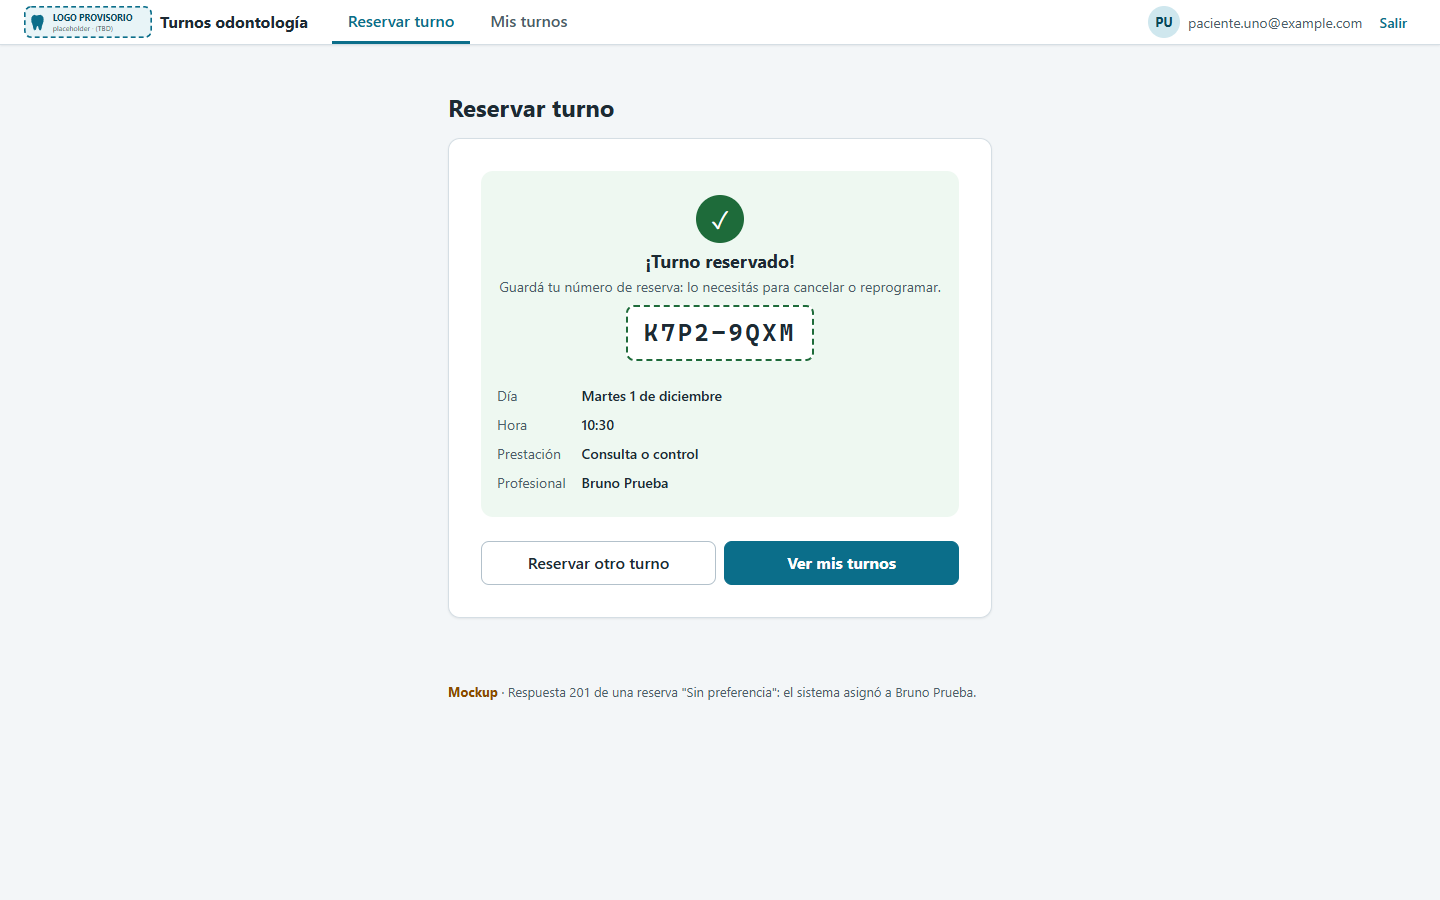 LOGO PROVISORIO
placeholder · (TBD)
Turnos odontología
Reservar turno
Mis turnos
PU
paciente.uno@example.com
Salir
Reservar turno
¡Turno reservado!
Guardá tu número de reserva: lo necesitás para cancelar o reprogramar.
K7P2-9QXM
Día Martes 1 de diciembre
Hora 10:30
Prestación Consulta o control
Profesional Bruno Prueba
Reservar otro turno
Ver mis turnos
Mockup · Respuesta 201 de una reserva "Sin preferencia": el sistema asignó a Bruno Prueba.